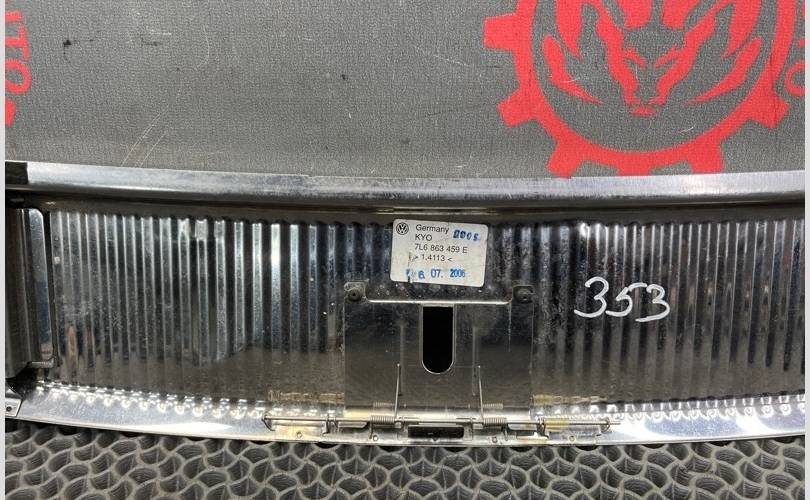 Germany
KYO
7L6 863 459 E
> 1.4113 <
07. 2006
353